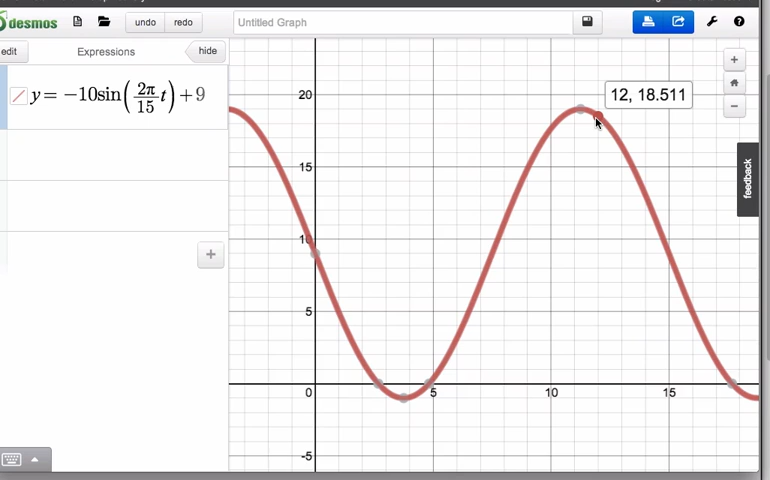 desmos
undo
redo
Untitled Graph
edit
Expressions
hide
y = −10sin(2π/15 t) + 9
12, 18.511
20
15
10
5
0
5
10
15
-5
feedback